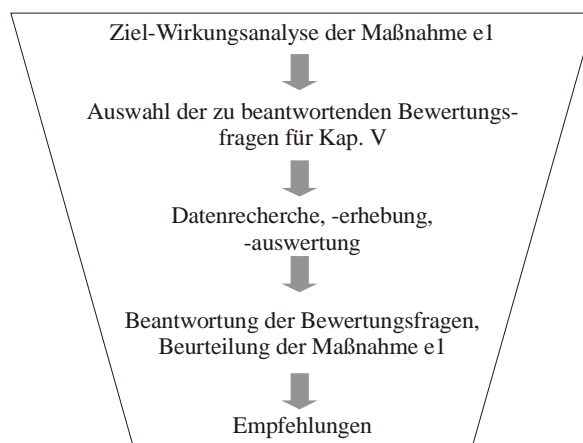 Ziel-Wirkungsanalyse der Maßnahme e1
Auswahl der zu beantwortenden Bewertungs-
fragen für Kap. V
Datenrecherche, -erhebung,
-auswertung
Beantwortung der Bewertungsfragen,
Beurteilung der Maßnahme e1
Empfehlungen